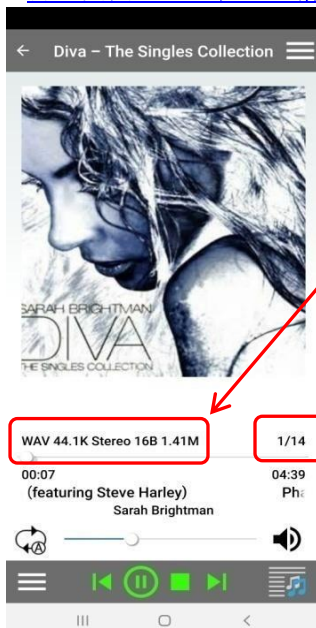 Diva – The Singles Collection
SARAH BRIGHTMAN
DIVA
THE SINGLES COLLECTION
WAV 44.1K Stereo 16B 1.41M 1/14
00:07 04:39
(featuring Steve Harley) Pha
Sarah Brightman
A